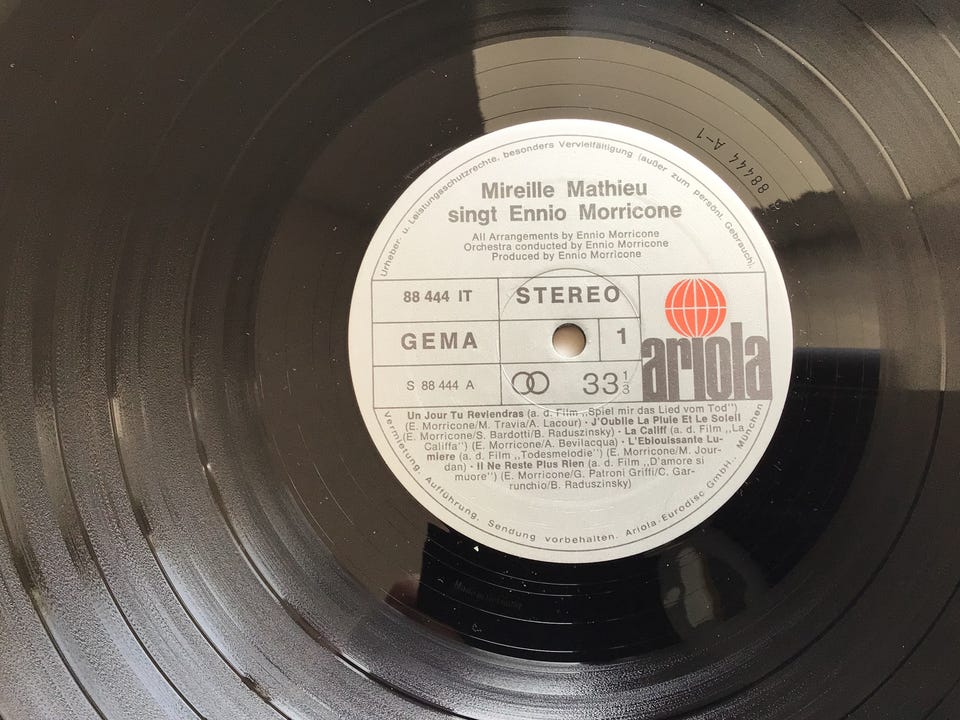 Urheber- u. Leistungsschutzrechte, besonders Vervielfältigung (außer zum persönl. Gebrauch),
Mireille Mathieu
singt Ennio Morricone
All Arrangements by Ennio Morricone
Orchestra conducted by Ennio Morricone
Produced by Ennio Morricone
88 444 IT
STEREO
GEMA
1
ariola
S 88 444 A
33 1/3
Un Jour Tu Reviendras (a. d. Film „Spiel mir das Lied vom Tod")
(E. Morricone/M. Travia/A. Lacour) · J'Oublie La Pluie Et Le Soleil
(E. Morricone/S. Bardotti/B. Raduszinsky) · La Califf (a. d. Film „La
Califfa") (E. Morricone/A. Bevilacqua) · L'Eblouissante Lu-
miere (a. d. Film „Todesmelodie") (E. Morricone/M. Jour-
dan) · Il Ne Reste Plus Rien (a. d. Film „D'amore si
muore") (E. Morricone/G. Patroni Griffi/C. Gar-
runchio/B. Raduszinsky)
Vermietung, Aufführung, Sendung vorbehalten. Ariola-Eurodisc GmbH., München
88444 A-1
Made in